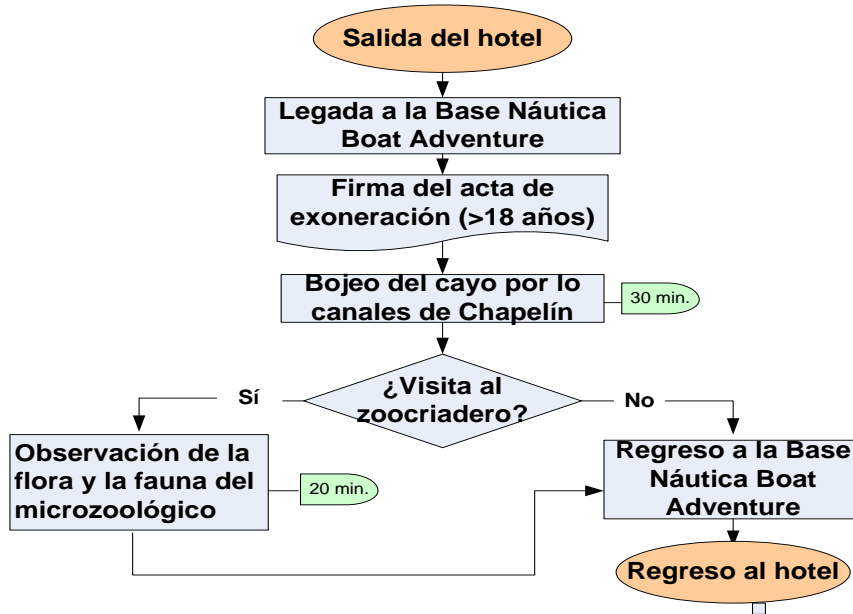 Salida del hotel
Legada a la Base Náutica
Boat Adventure
Firma del acta de
exoneración (>18 años)
Bojeo del cayo por lo
canales de Chapelín
30 min.
¿Visita al
zoocriadero?
Sí
No
Observación de la
flora y la fauna del
microzoológico
20 min.
Regreso a la Base
Náutica Boat
Adventure
Regreso al hotel